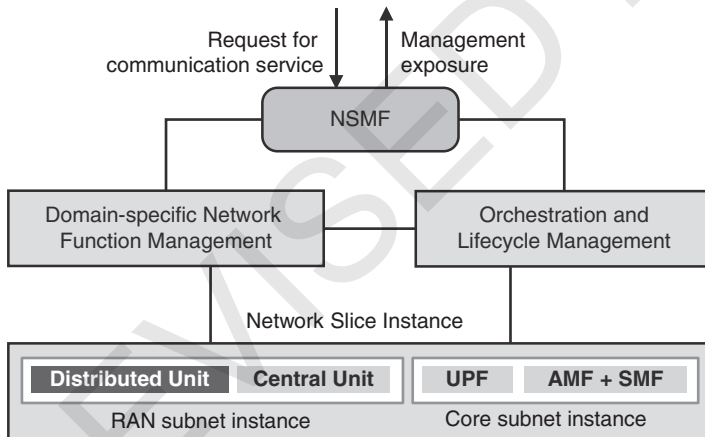 Request for
communication service
Management
exposure
NSMF
Domain-specific Network
Function Management
Orchestration and
Lifecycle Management
Network Slice Instance
Distributed Unit
Central Unit
UPF
AMF + SMF
RAN subnet instance
Core subnet instance
EVISED